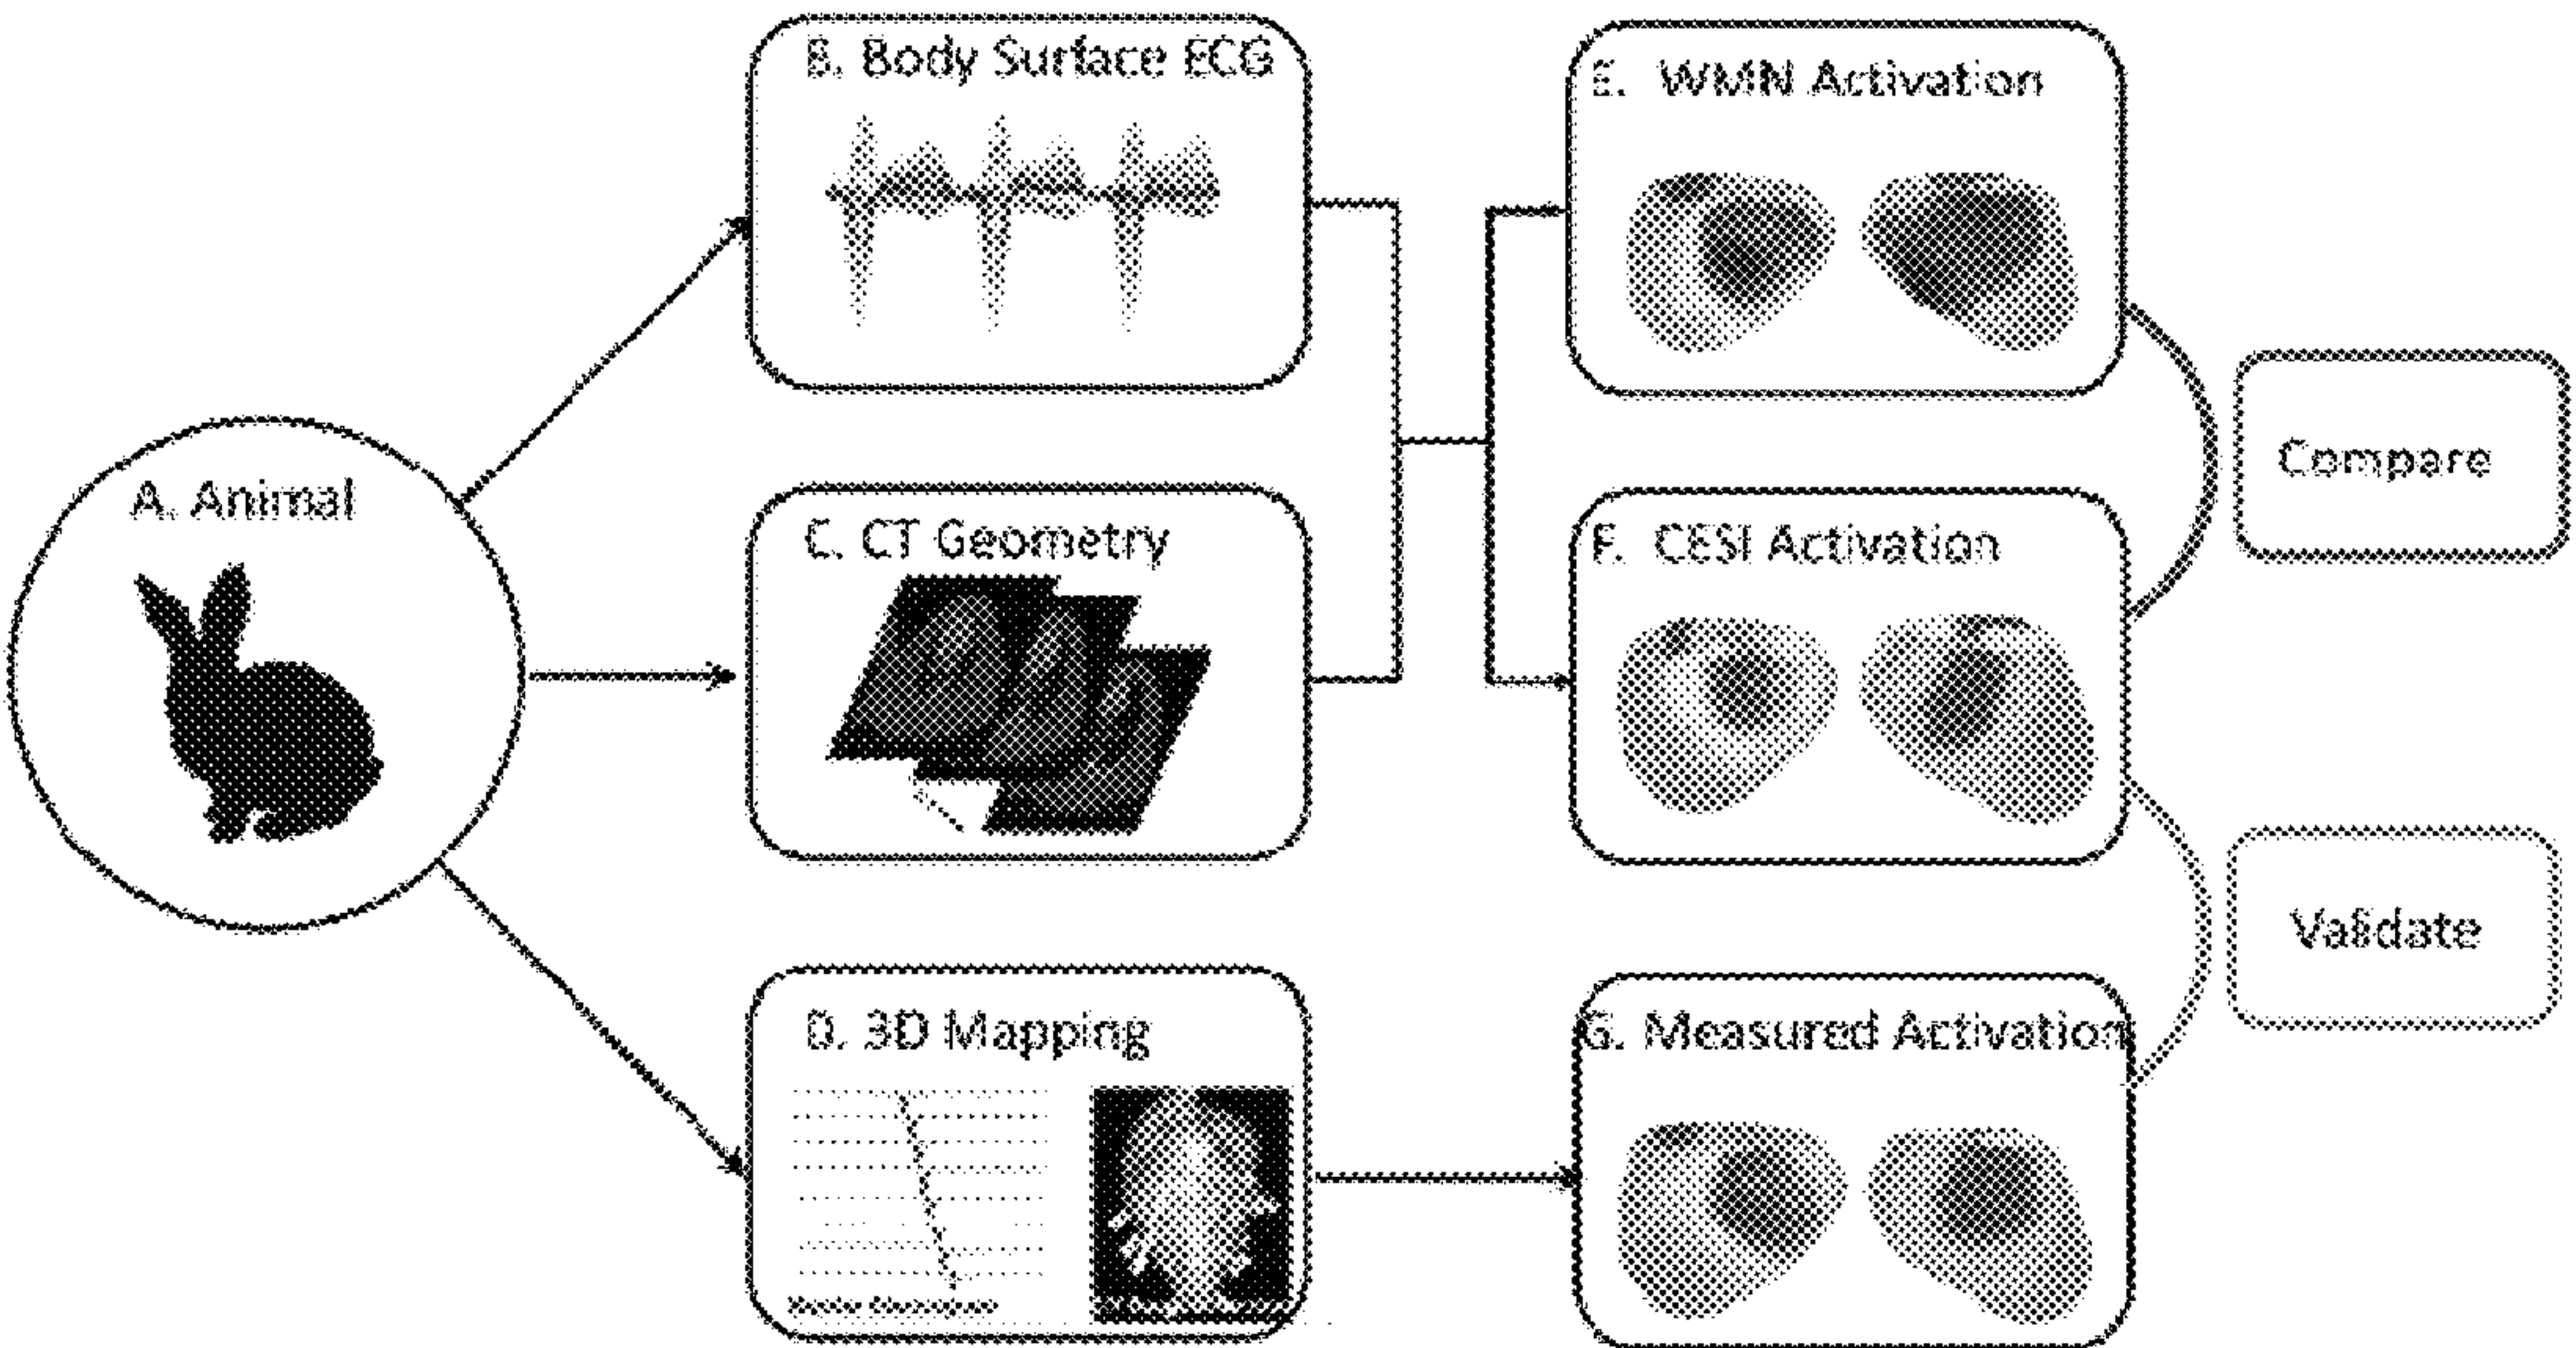 B. Body Surface ECG
E. WMN Activation
Compare
A. Animal
C. CT Geometry
F. CESI Activation
Validate
D. 3D Mapping
G. Measured Activation